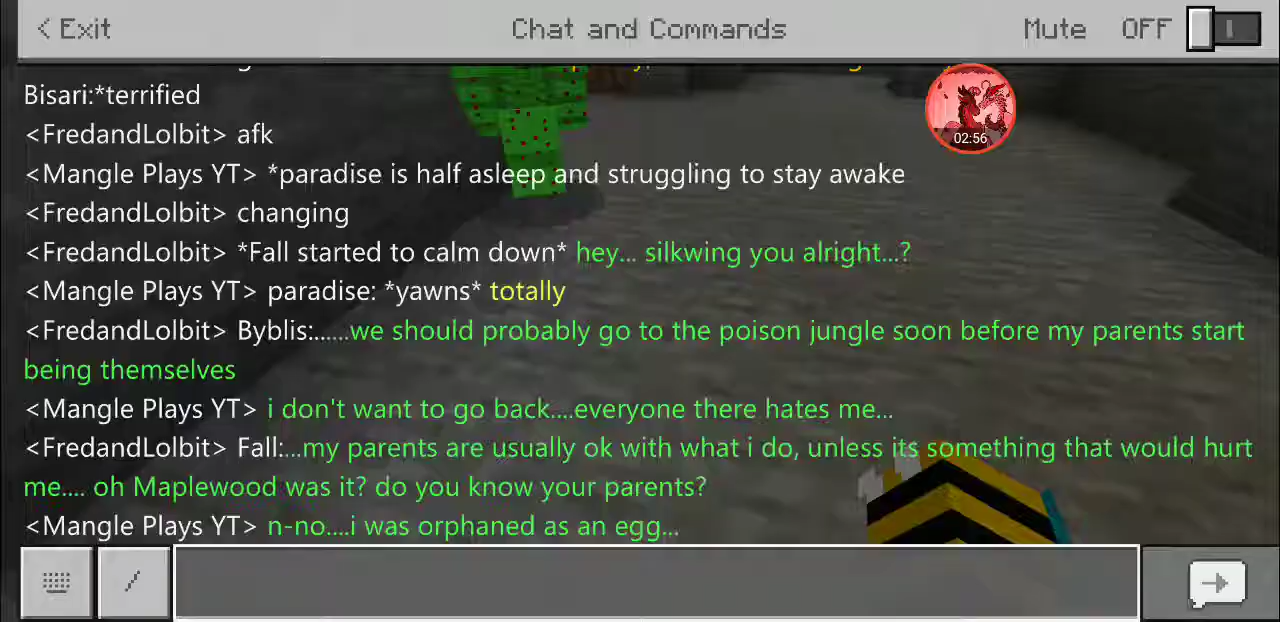 Exit
Chat and Commands
Mute OFF
Bisari:*terrified
02:56
<FredandLolbit> afk
<Mangle Plays YT> *paradise is half asleep and struggling to stay awake
<FredandLolbit> changing
<FredandLolbit> *Fall started to calm down* hey... silkwing you alright...?
<Mangle Plays YT> paradise: *yawns* totally
<FredandLolbit> Byblis:......we should probably go to the poison jungle soon before my parents start
being themselves
<Mangle Plays YT> i don't want to go back....everyone there hates me...
<FredandLolbit> Fall:...my parents are usually ok with what i do, unless its something that would hurt
me.... oh Maplewood was it? do you know your parents?
<Mangle Plays YT> n-no....i was orphaned as an egg...
/